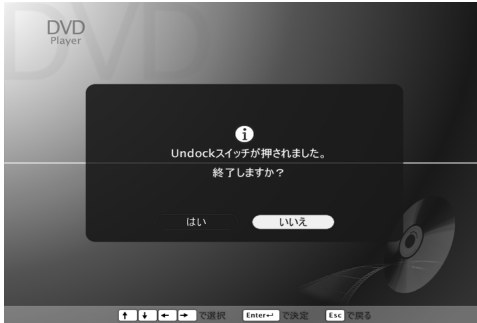 DVD
DVD
Player
Undockスイッチが押されました。
終了しますか？
はい
いいえ
↑ ↓ ← → で選択 Enter↵ で決定 Esc で戻る